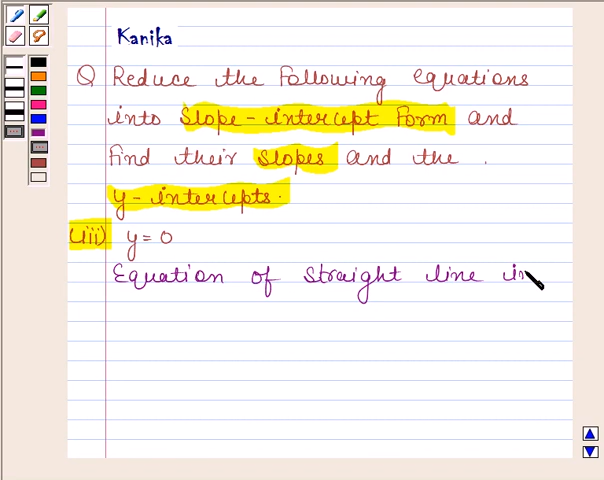 Kanika
Q Reduce the following equations
into Slope-intercept form and
find their slopes and the .
y-intercepts.
(iii) y=0
Equation of straight line in